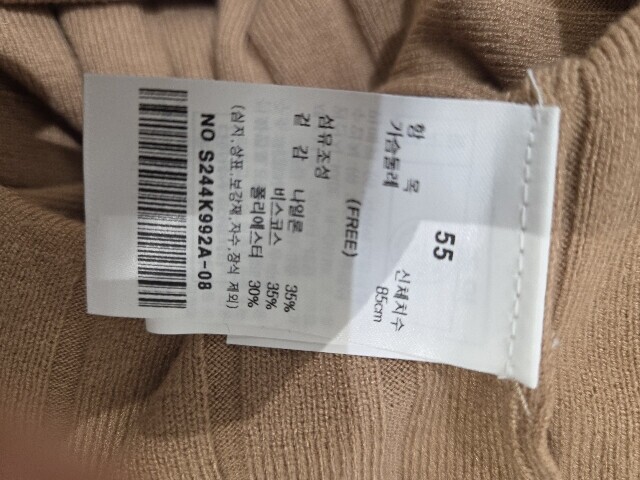 55
항 목 신체치수
가슴둘레 85cm
(FREE)
섬유조성
겉 감 나일론 35%
비스코스 35%
폴리에스터 30%
(심지,상표,보강재,자수,장식 제외)
NO S244K992A-08